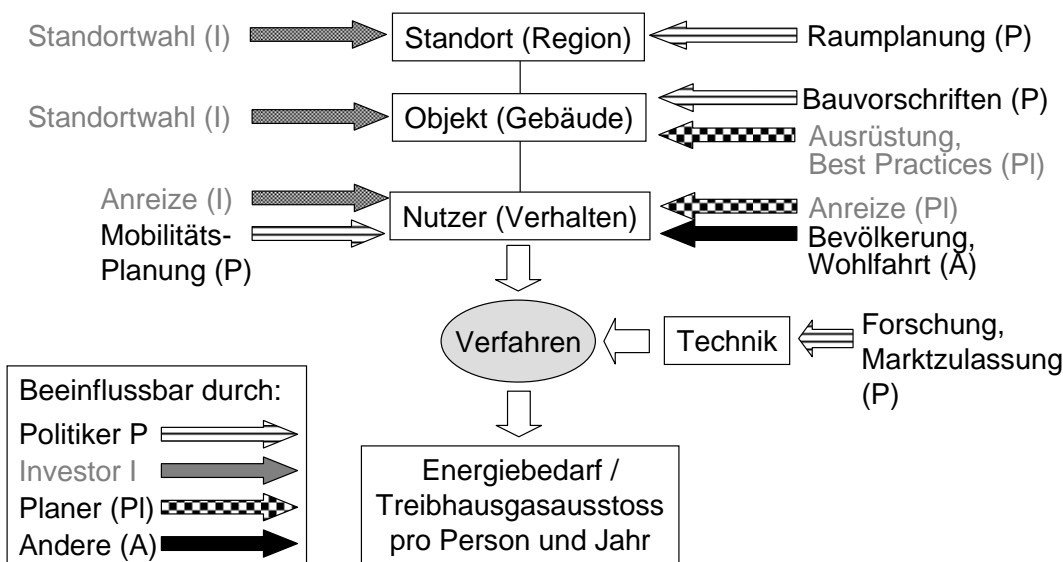 Standortwahl (I)
Standort (Region)
Raumplanung (P)
Standortwahl (I)
Objekt (Gebäude)
Bauvorschriften (P)
Ausrüstung,
Best Practices (Pl)
Anreize (I)
Mobilitäts-
Planung (P)
Nutzer (Verhalten)
Anreize (Pl)
Bevölkerung,
Wohlfahrt (A)
Verfahren
Technik
Forschung,
Marktzulassung
(P)
Beeinflussbar durch:
Politiker P
Investor I
Planer (Pl)
Andere (A)
Energiebedarf /
Treibhausgasausstoss
pro Person und Jahr